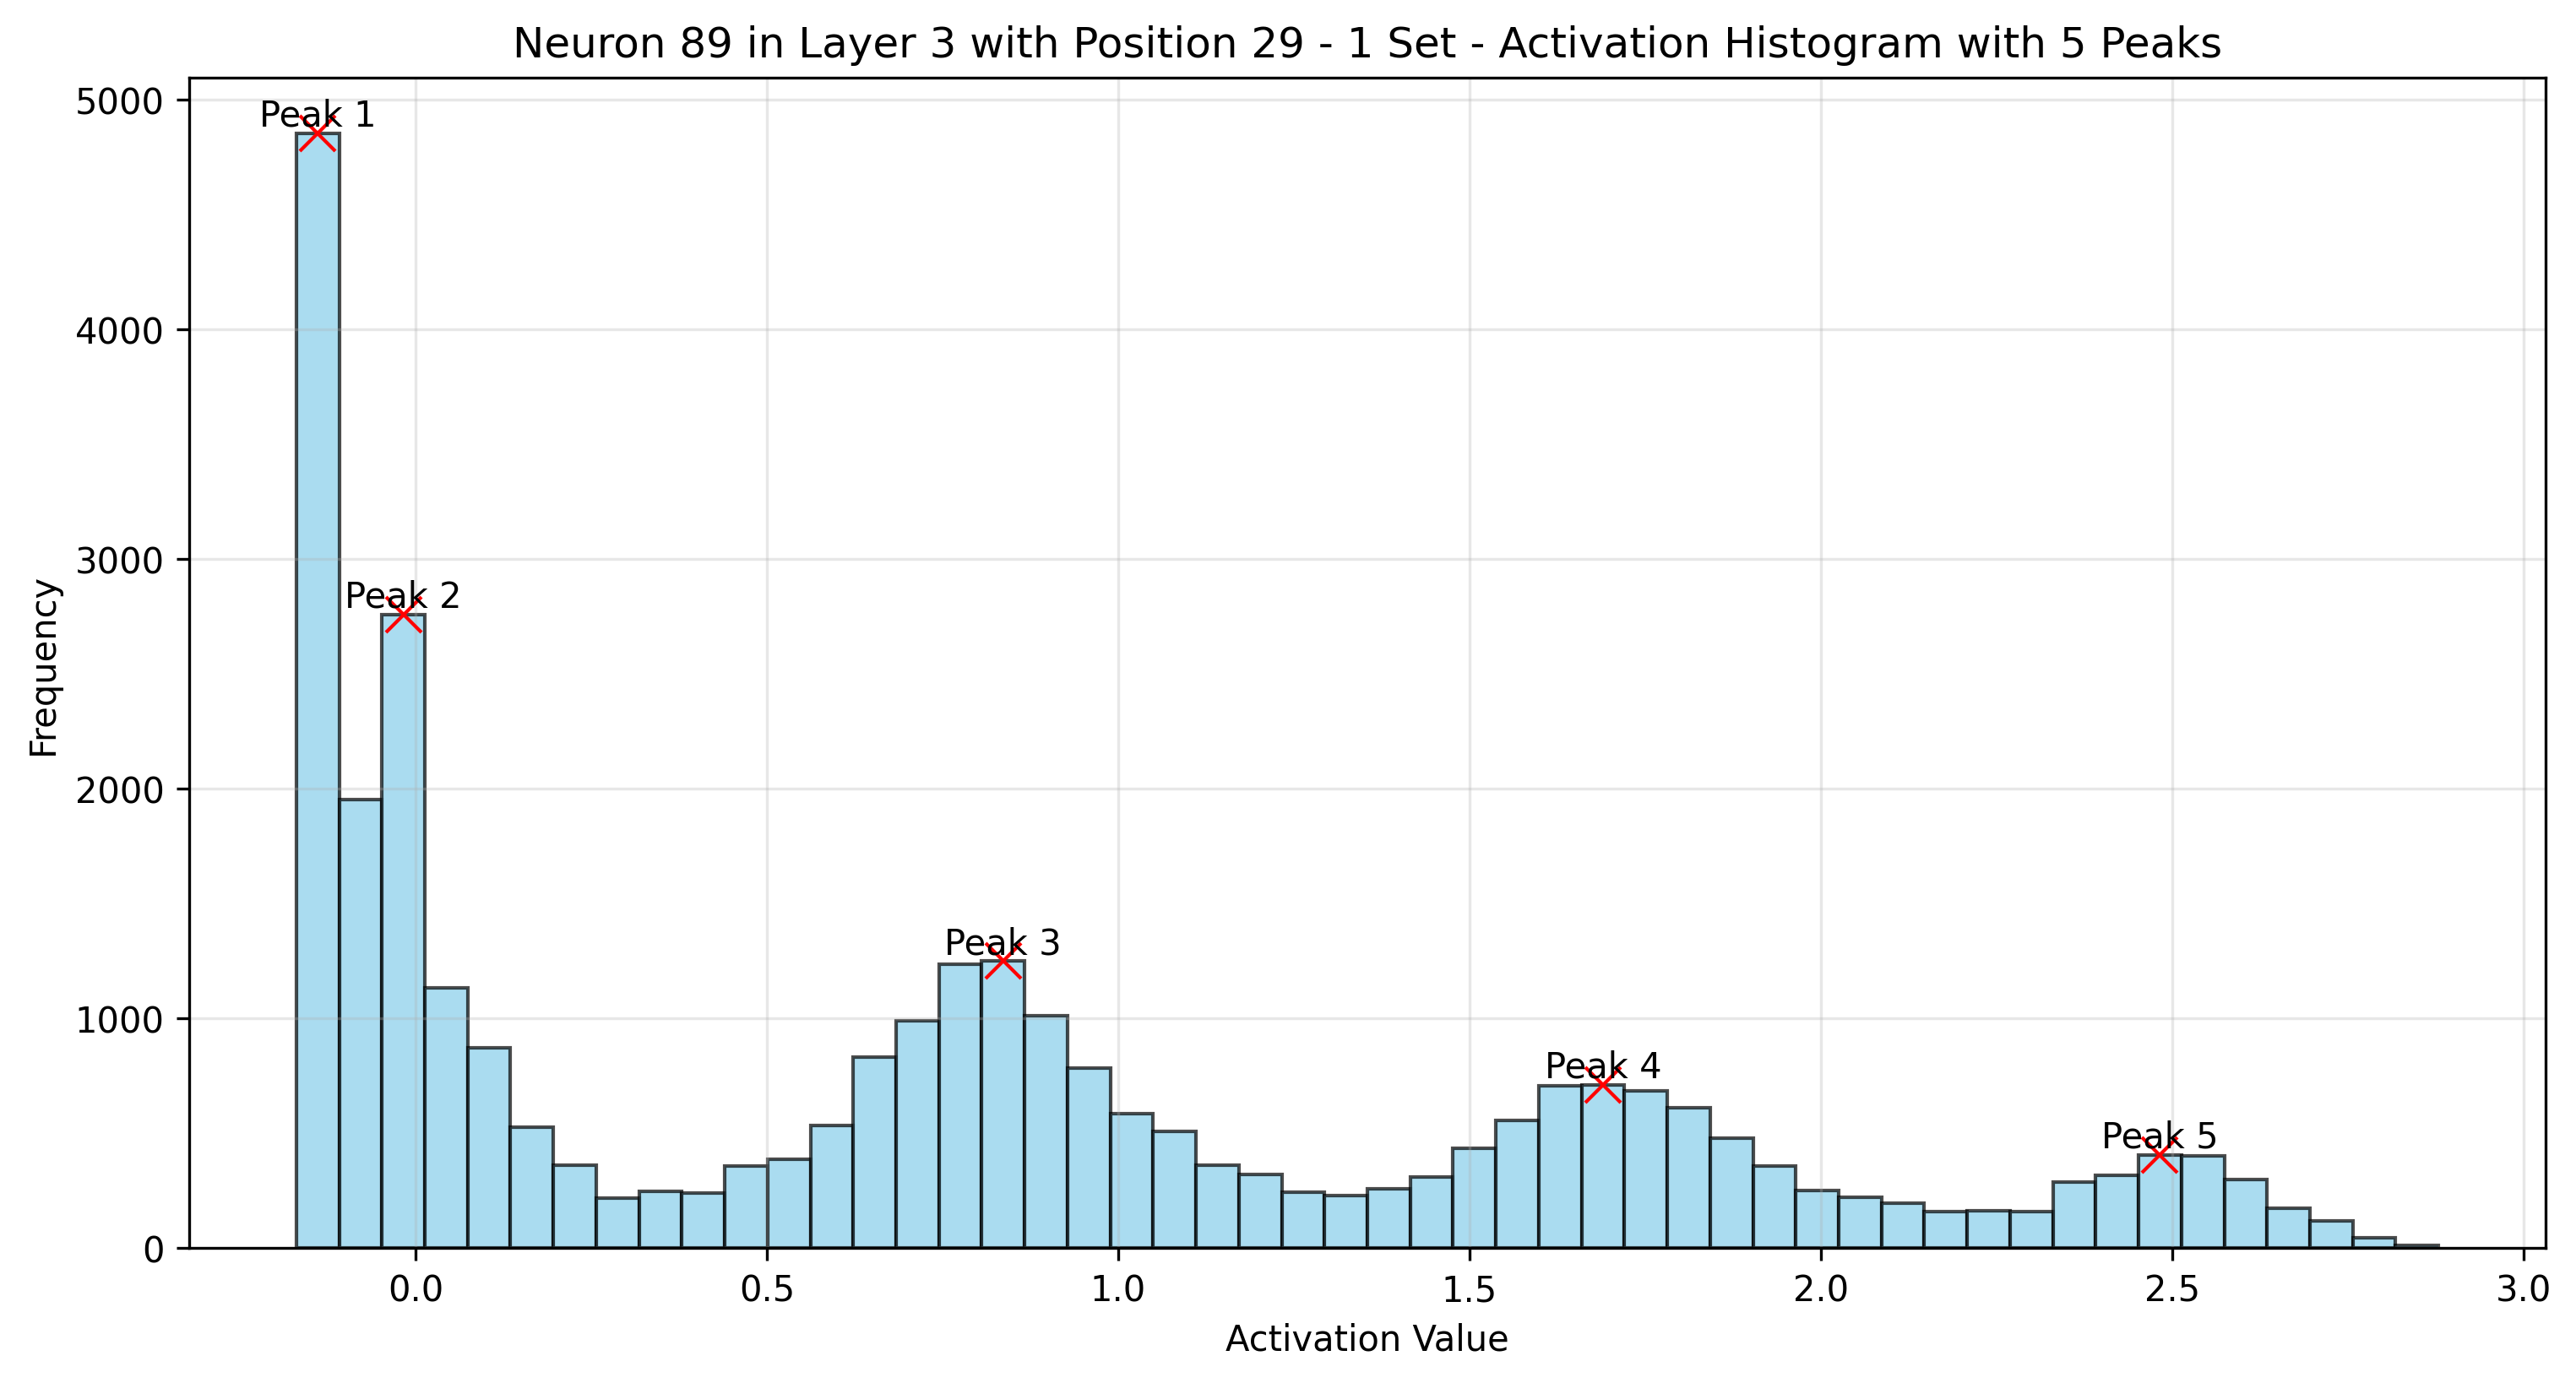 Neuron 89 in Layer 3 with Position 29 - 1 Set - Activation Histogram with 5 Peaks
5000
4000
3000
2000
1000
0
Frequency
Peak 1
Peak 2
Peak 3
Peak 4
Peak 5
0.0
0.5
1.0
1.5
2.0
2.5
3.0
Activation Value